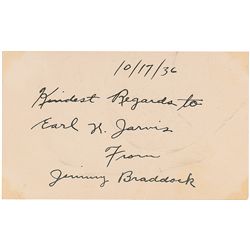 10/17/36
Kindest Regards to
Earl W. Jarvis
From
Jimmy Braddock